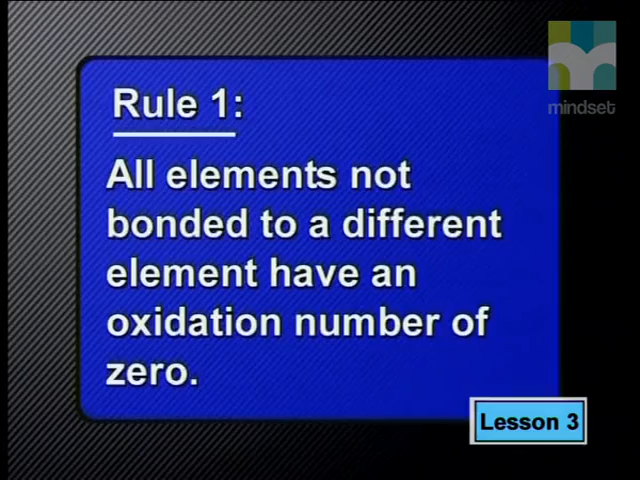 mindset
Rule 1:
All elements not
bonded to a different
element have an
oxidation number of
zero.
Lesson 3